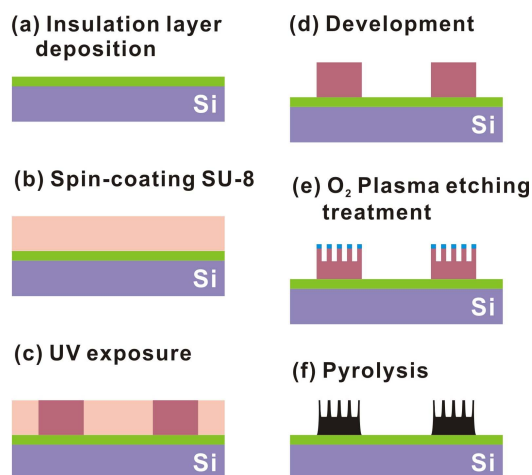 (a) Insulation layer
deposition
Si
(b) Spin-coating SU-8
Si
(c) UV exposure
Si
(d) Development
Si
(e) O₂ Plasma etching
treatment
Si
(f) Pyrolysis
Si